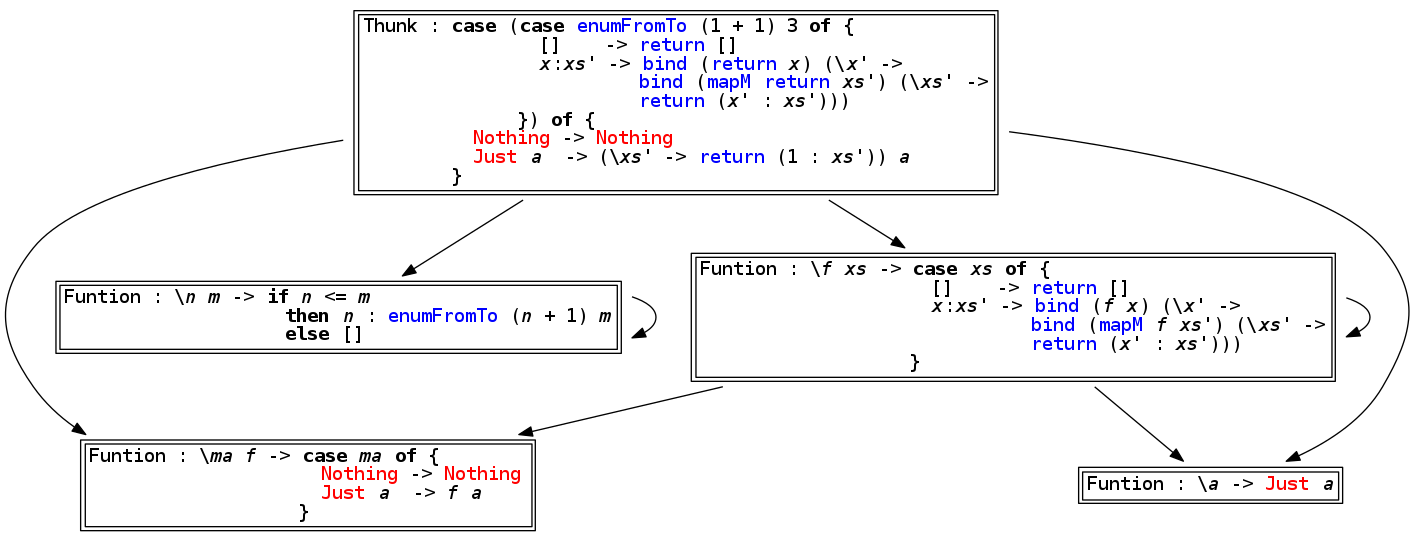 Thunk : case (case enumFromTo (1 + 1) 3 of {
[] -> return []
x:xs' -> bind (return x) (\x' ->
bind (mapM return xs') (\xs' ->
return (x' : xs')))
}) of {
Nothing -> Nothing
Just a -> (\xs' -> return (1 : xs')) a
}
Funtion : \n m -> if n <= m
then n : enumFromTo (n + 1) m
else []
Funtion : \f xs -> case xs of {
[] -> return []
x:xs' -> bind (f x) (\x' ->
bind (mapM f xs') (\xs' ->
return (x' : xs')))
}
Funtion : \ma f -> case ma of {
Nothing -> Nothing
Just a -> f a
}
Funtion : \a -> Just a